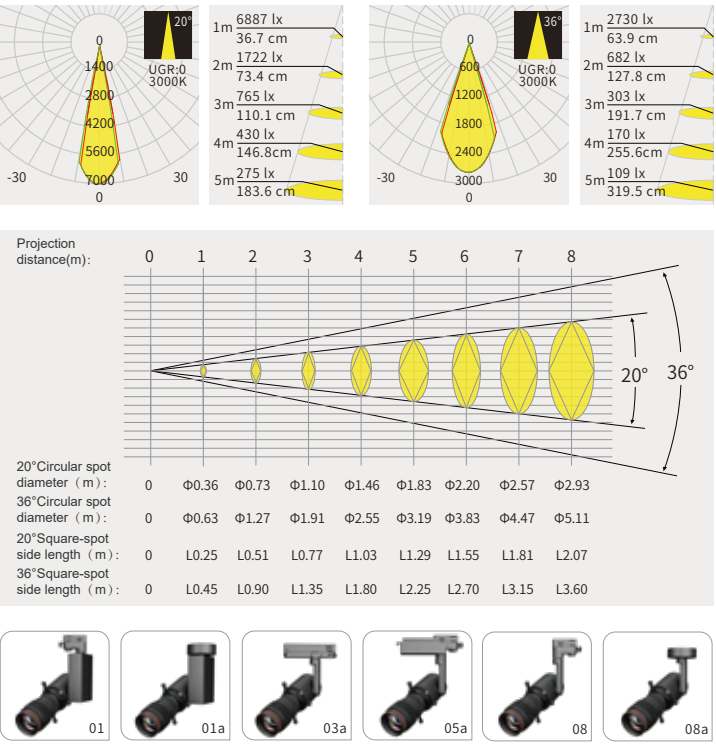 0
1400
2800
4200
5600
7000
-30
30
0
20°
UGR:0
3000K
1m 6887 lx
36.7 cm
2m 1722 lx
73.4 cm
3m 765 lx
110.1 cm
4m 430 lx
146.8cm
5m 275 lx
183.6 cm
0
600
1200
1800
2400
3000
-30
30
0
36°
UGR:0
3000K
1m 2730 lx
63.9 cm
2m 682 lx
127.8 cm
3m 303 lx
191.7 cm
4m 170 lx
255.6cm
5m 109 lx
319.5 cm
Projection
distance(m): 0 1 2 3 4 5 6 7 8
20° 36°
20°Circular spot
diameter（m）: 0 Φ0.36 Φ0.73 Φ1.10 Φ1.46 Φ1.83 Φ2.20 Φ2.57 Φ2.93
36°Circular spot
diameter（m）: 0 Φ0.63 Φ1.27 Φ1.91 Φ2.55 Φ3.19 Φ3.83 Φ4.47 Φ5.11
20°Square-spot
side length（m）: 0 L0.25 L0.51 L0.77 L1.03 L1.29 L1.55 L1.81 L2.07
36°Square-spot
side length（m）: 0 L0.45 L0.90 L1.35 L1.80 L2.25 L2.70 L3.15 L3.60
01 01a 03a 05a 08 08a